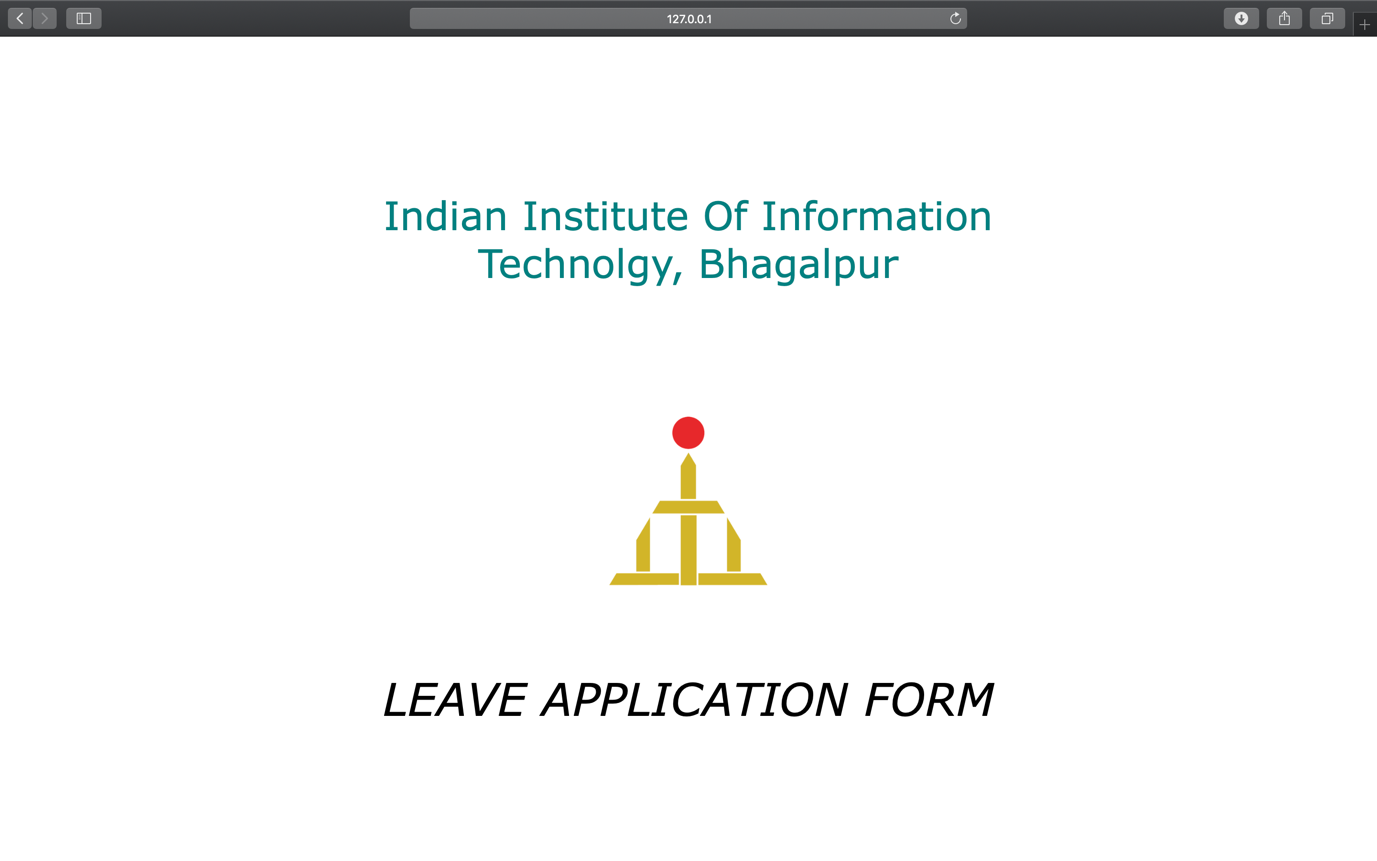 127.0.0.1
Indian Institute Of Information
Technolgy, Bhagalpur
LEAVE APPLICATION FORM